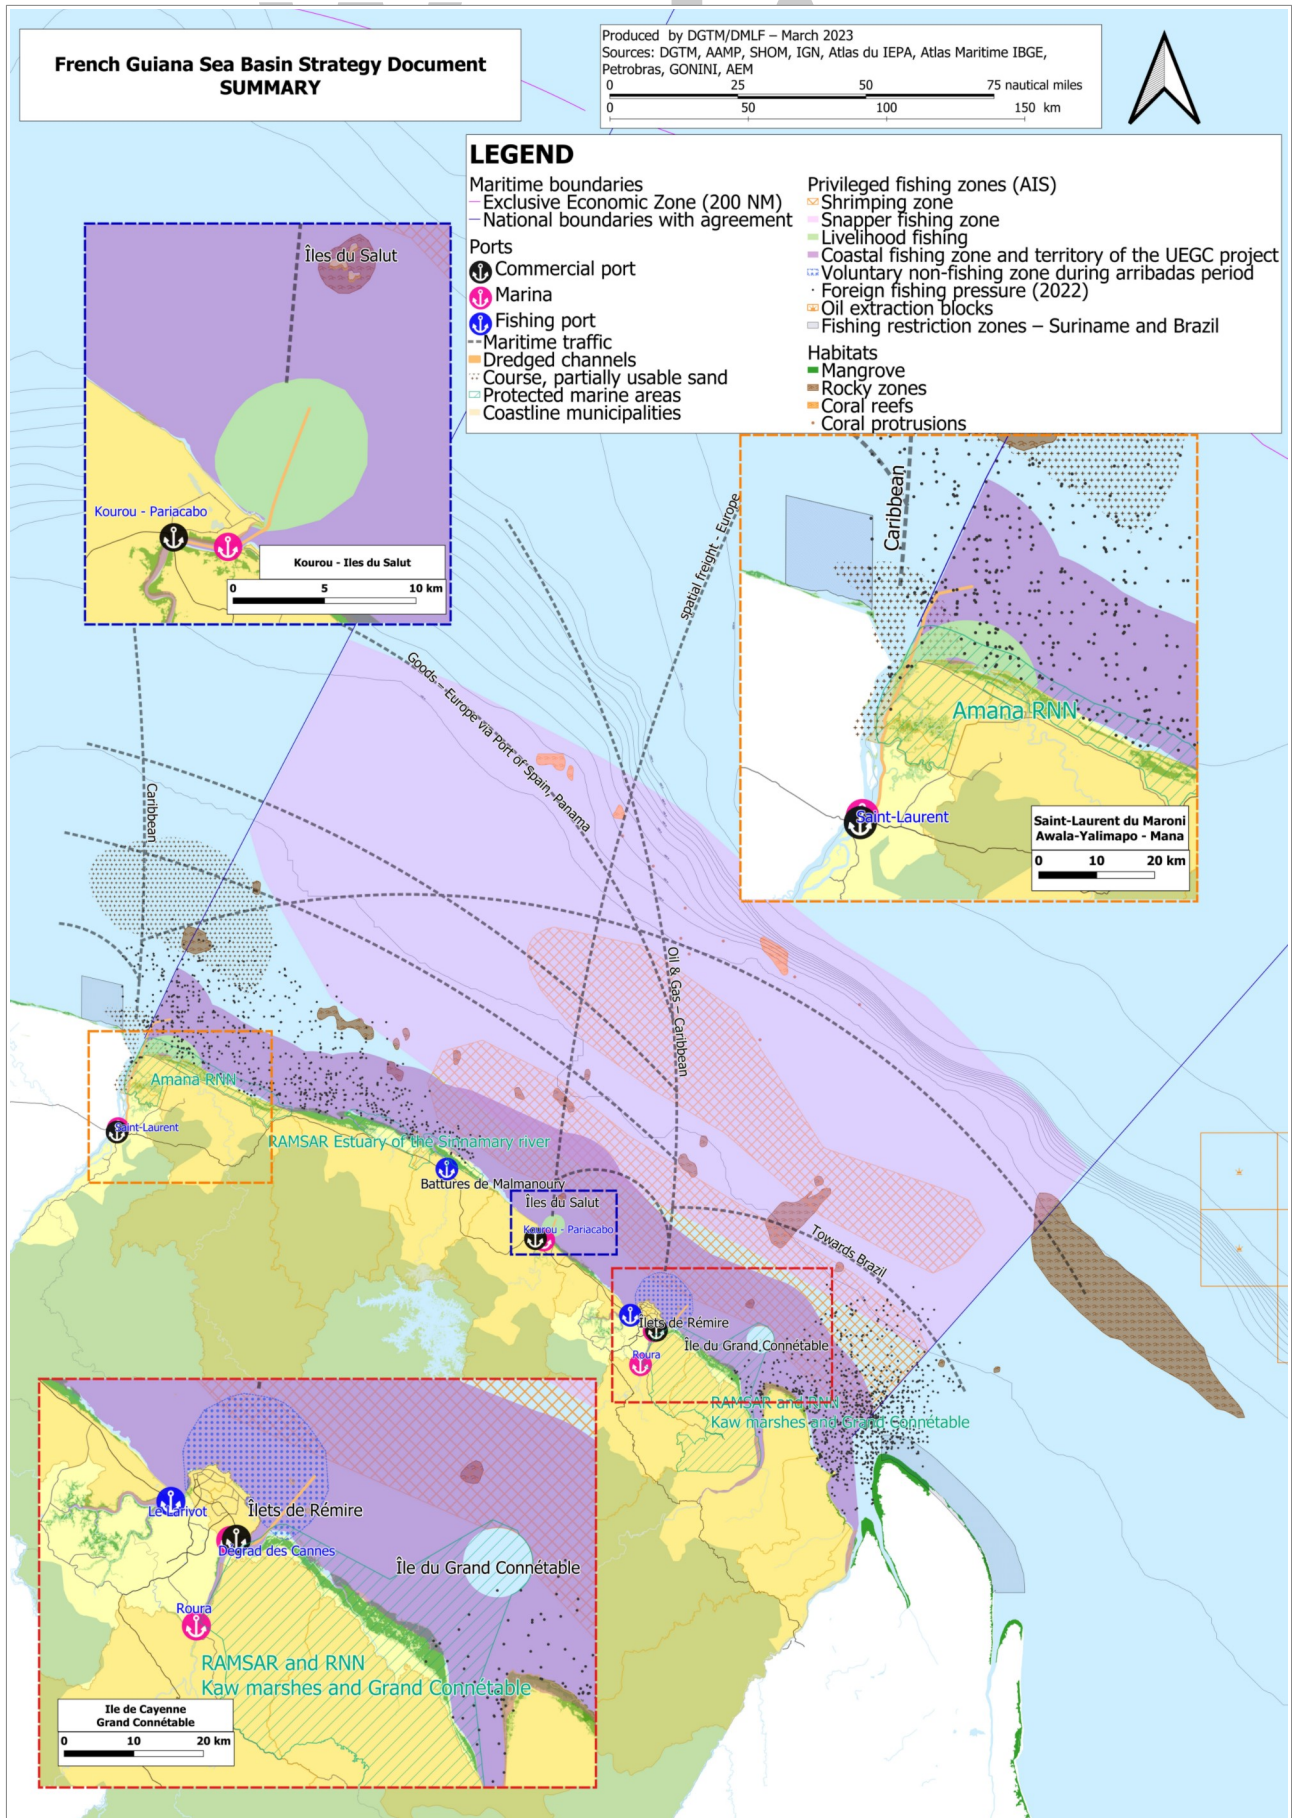 French Guiana Sea Basin Strategy Document
SUMMARY
Produced by DGTM/DMLF – March 2023
Sources: DGTM, AAMP, SHOM, IGN, Atlas du IEPA, Atlas Maritime IBGE,
Petrobras, GONINI, AEM
0 25 50 75 nautical miles
0 50 100 150 km
LEGEND
Maritime boundaries
Exclusive Economic Zone (200 NM)
National boundaries with agreement
Ports
Commercial port
Marina
Fishing port
Maritime traffic
Dredged channels
Course, partially usable sand
Protected marine areas
Coastline municipalities
Privileged fishing zones (AIS)
Shrimping zone
Snapper fishing zone
Livelihood fishing
Coastal fishing zone and territory of the UEGC project
Voluntary non-fishing zone during arribadas period
Foreign fishing pressure (2022)
Oil extraction blocks
Fishing restriction zones – Suriname and Brazil
Habitats
Mangrove
Rocky zones
Coral reefs
Coral protrusions
Îles du Salut
Kourou - Pariacabo
Kourou - Iles du Salut
0 5 10 km
Caribbean
Amana RNN
Saint-Laurent
Saint-Laurent du Maroni
Awala-Yalimapo - Mana
0 10 20 km
spatial freight - Europe
Goods – Europe via Port of Spain, Panama
Caribbean
Oil & Gas – Caribbean
Amana RNN
Saint-Laurent
RAMSAR Estuary of the Sinnamary river
Battures de Malmanoury
Îles du Salut
Kourou - Pariacabo
Towards Brazil
Îlets de Rémire
Île du Grand Connétable
Roura
RAMSAR and RNN
Kaw marshes and Grand Connétable
Le Larivot
Îlets de Rémire
Dégrad des Cannes
Île du Grand Connétable
Roura
RAMSAR and RNN
Kaw marshes and Grand Connétable
Ile de Cayenne
Grand Connétable
0 10 20 km